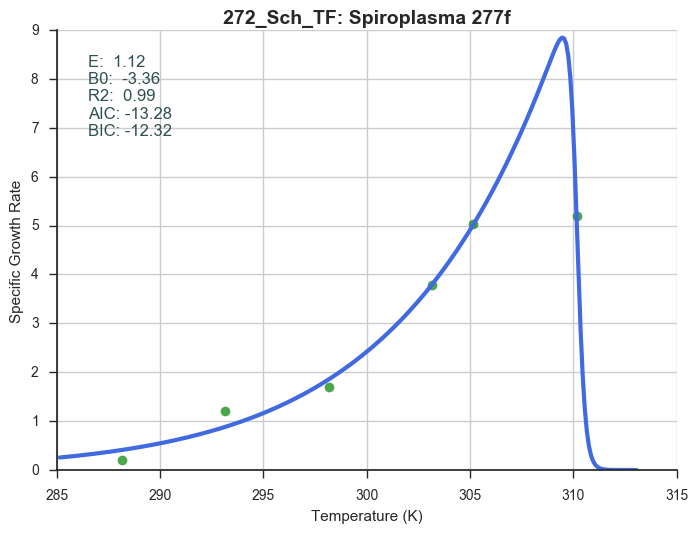 272_Sch_TF: Spiroplasma 277f
E: 1.12
B0: -3.36
R2: 0.99
AIC: -13.28
BIC: -12.32
Specific Growth Rate
9
8
7
6
5
4
3
2
1
0
285 290 295 300 305 310 315
Temperature (K)